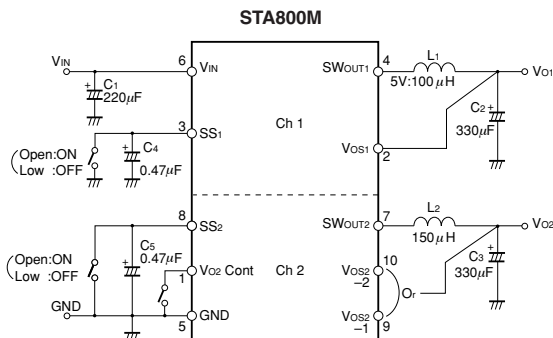 STA800M
VIN
6
VIN
SWOUT1
4
L1
5V:100μH
VO1
C1
220μF
+
C2
+
330μF
3
SS1
Ch 1
(Open:ON
Low :OFF
+
C4
0.47μF
VOS1
2
8
SS2
SWOUT2
7
L2
150μH
VO2
(Open:ON
Low :OFF
+
C5
0.47μF
1
VO2 Cont
Ch 2
VOS2
–2
10
Or
C3
+
330μF
GND
5
GND
VOS2
–1
9